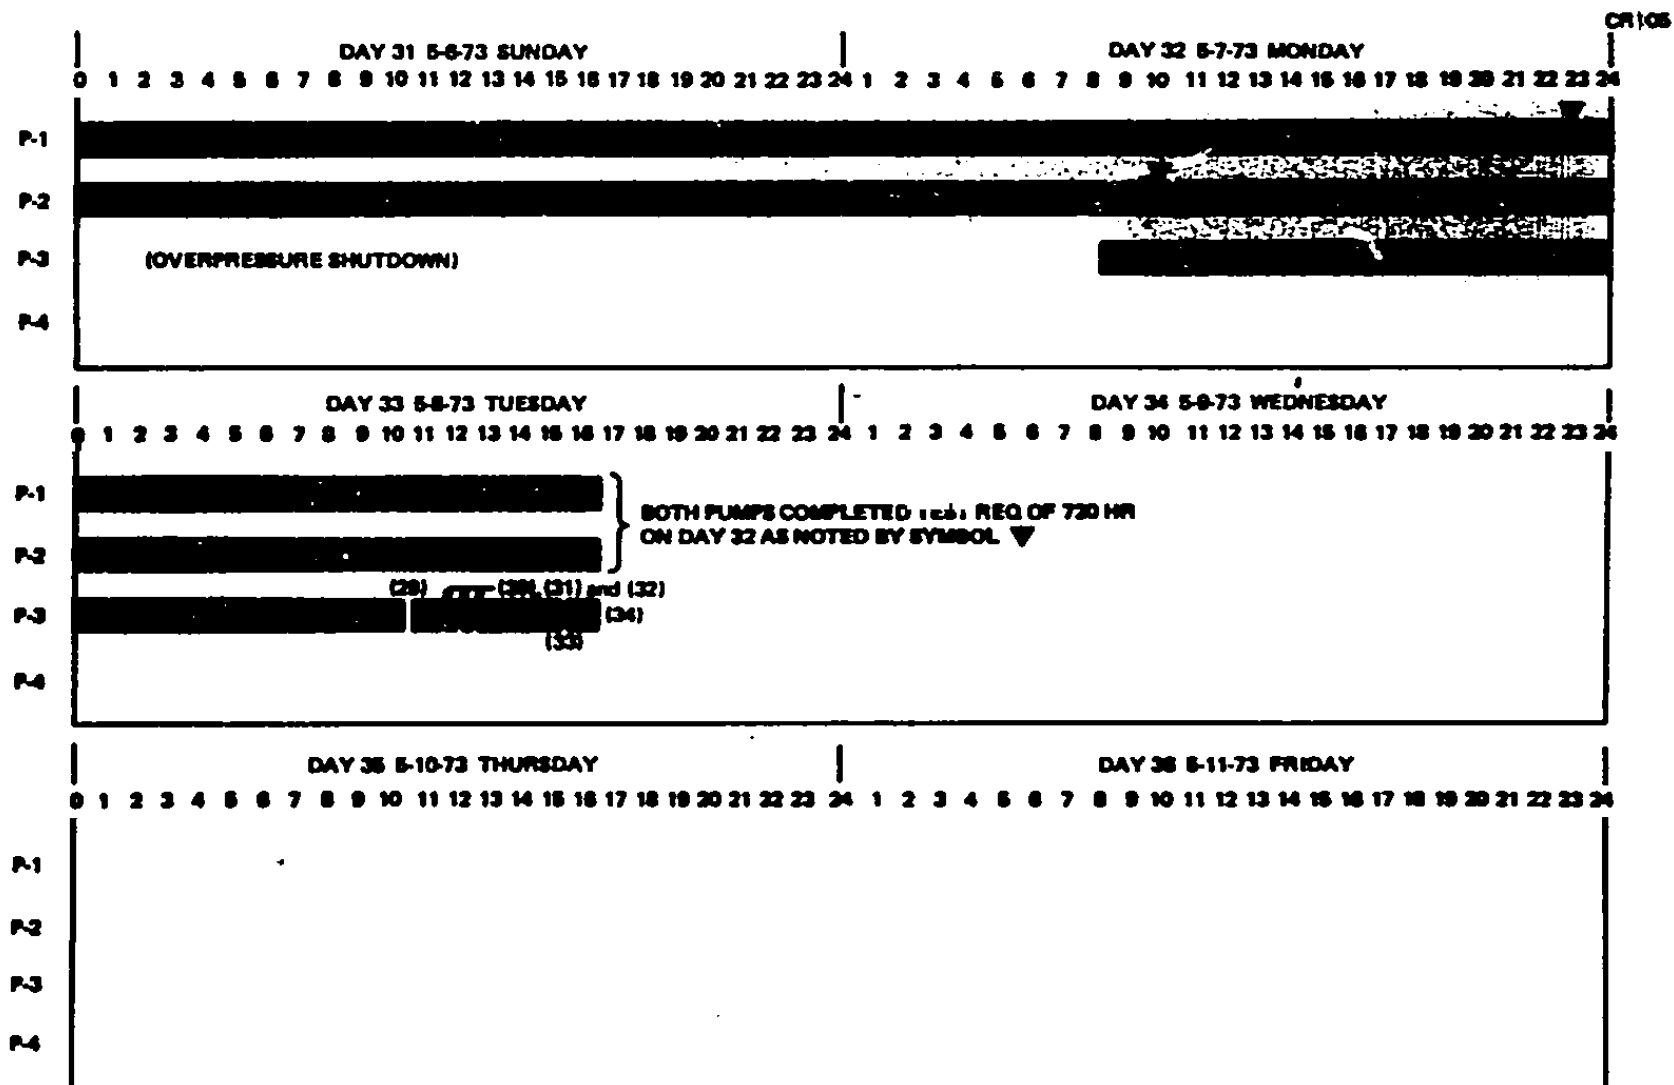 CR105
DAY 31 5-6-73 SUNDAY DAY 32 5-7-73 MONDAY
0 1 2 3 4 5 6 7 8 9 10 11 12 13 14 15 16 17 18 19 20 21 22 23 24 1 2 3 4 5 6 7 8 9 10 11 12 13 14 15 16 17 18 19 20 21 22 23 24
P-1
P-2
P-3 (OVERPRESSURE SHUTDOWN)
P-4
DAY 33 5-8-73 TUESDAY DAY 34 5-9-73 WEDNESDAY
0 1 2 3 4 5 6 7 8 9 10 11 12 13 14 15 16 17 18 19 20 21 22 23 24 1 2 3 4 5 6 7 8 9 10 11 12 13 14 15 16 17 18 19 20 21 22 23 24
P-1
BOTH PUMPS COMPLETED TEST REQ OF 720 HR
ON DAY 32 AS NOTED BY SYMBOL ▼
P-2
(29) (30), (31) and (32)
P-3 (34)
(33)
P-4
DAY 35 5-10-73 THURSDAY DAY 36 5-11-73 FRIDAY
0 1 2 3 4 5 6 7 8 9 10 11 12 13 14 15 16 17 18 19 20 21 22 23 24 1 2 3 4 5 6 7 8 9 10 11 12 13 14 15 16 17 18 19 20 21 22 23 24
P-1
P-2
P-3
P-4